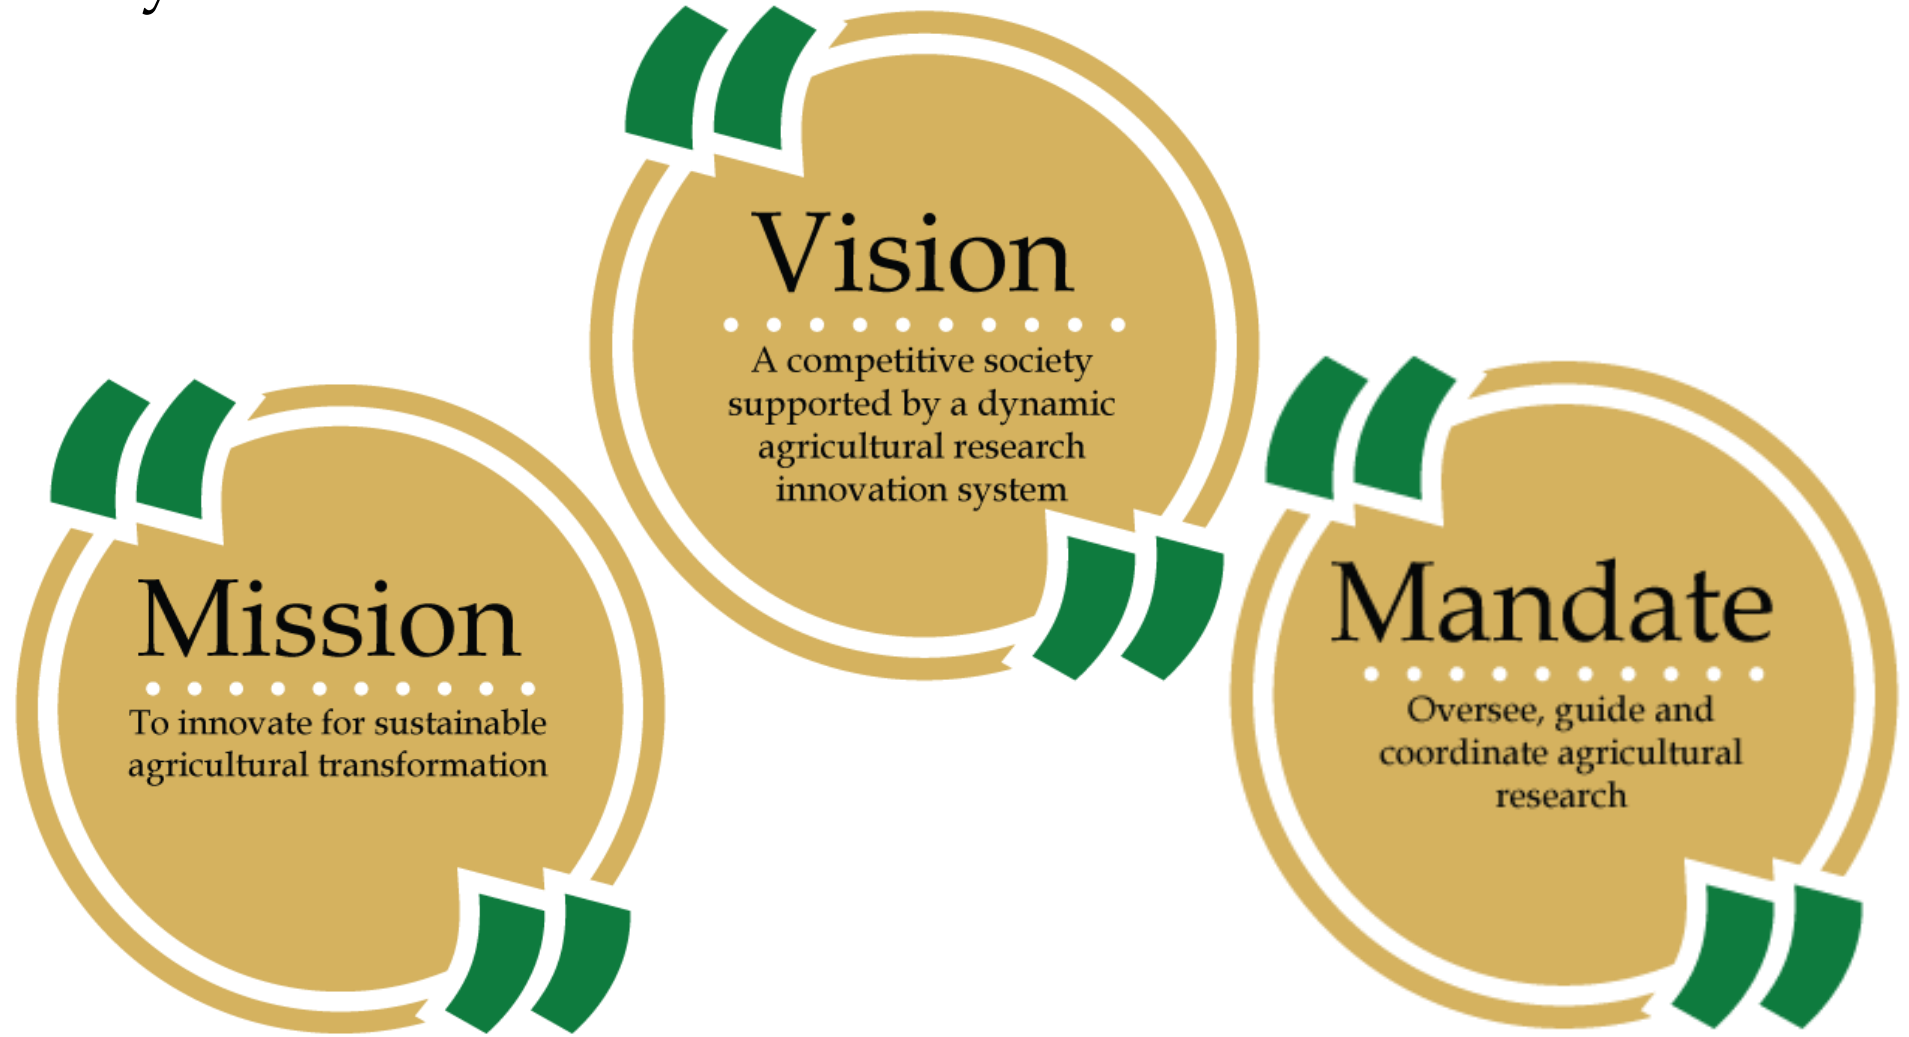 Vision
A competitive society
supported by a dynamic
agricultural research
innovation system
Mission
To innovate for sustainable
agricultural transformation
Mandate
Oversee, guide and
coordinate agricultural
research